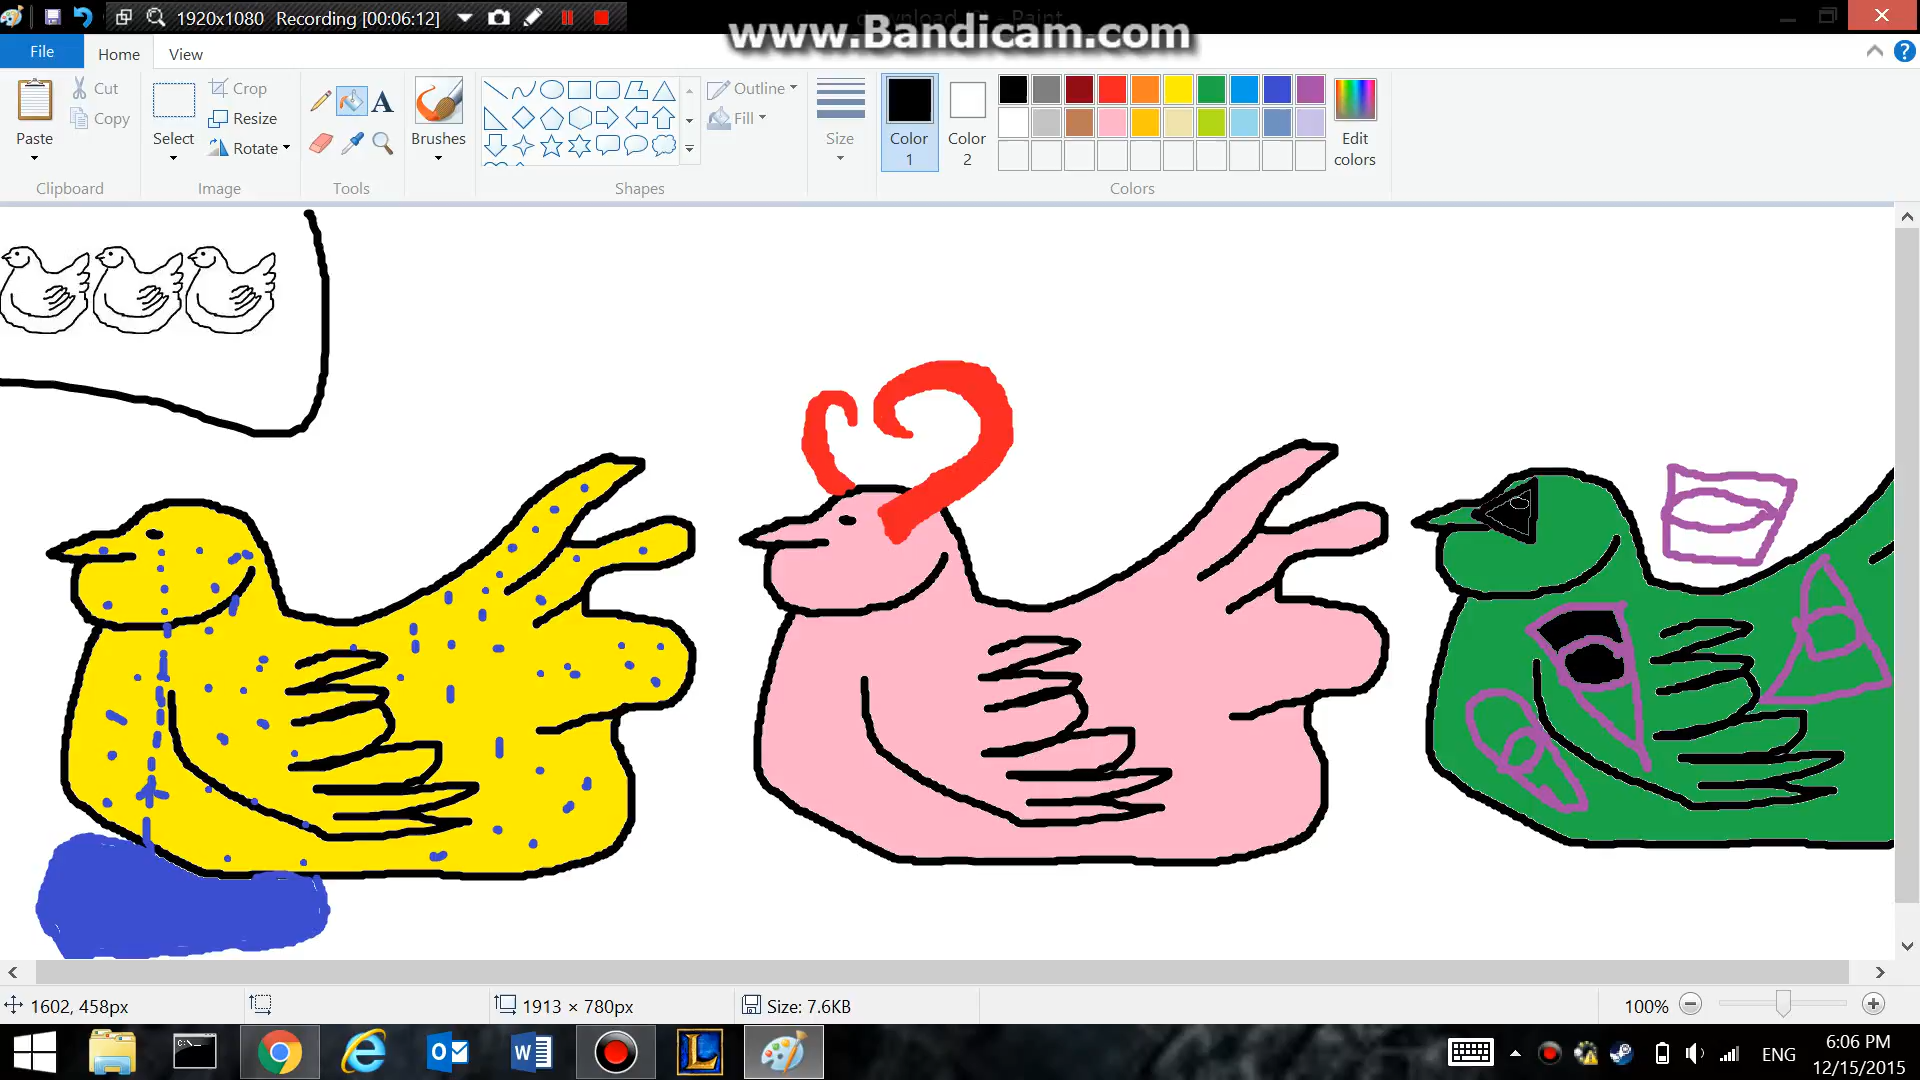 1920x1080 Recording [00:06:12]
www.Bandicam.com
File Home View
Cut Crop Outline
Copy Resize Fill
Paste Select Rotate Brushes Size Color Color Edit
1 2 colors
Clipboard Image Tools Shapes Colors
1602, 458px 1913 × 780px Size: 7.6KB 100%
6:06 PM
ENG
12/15/2015